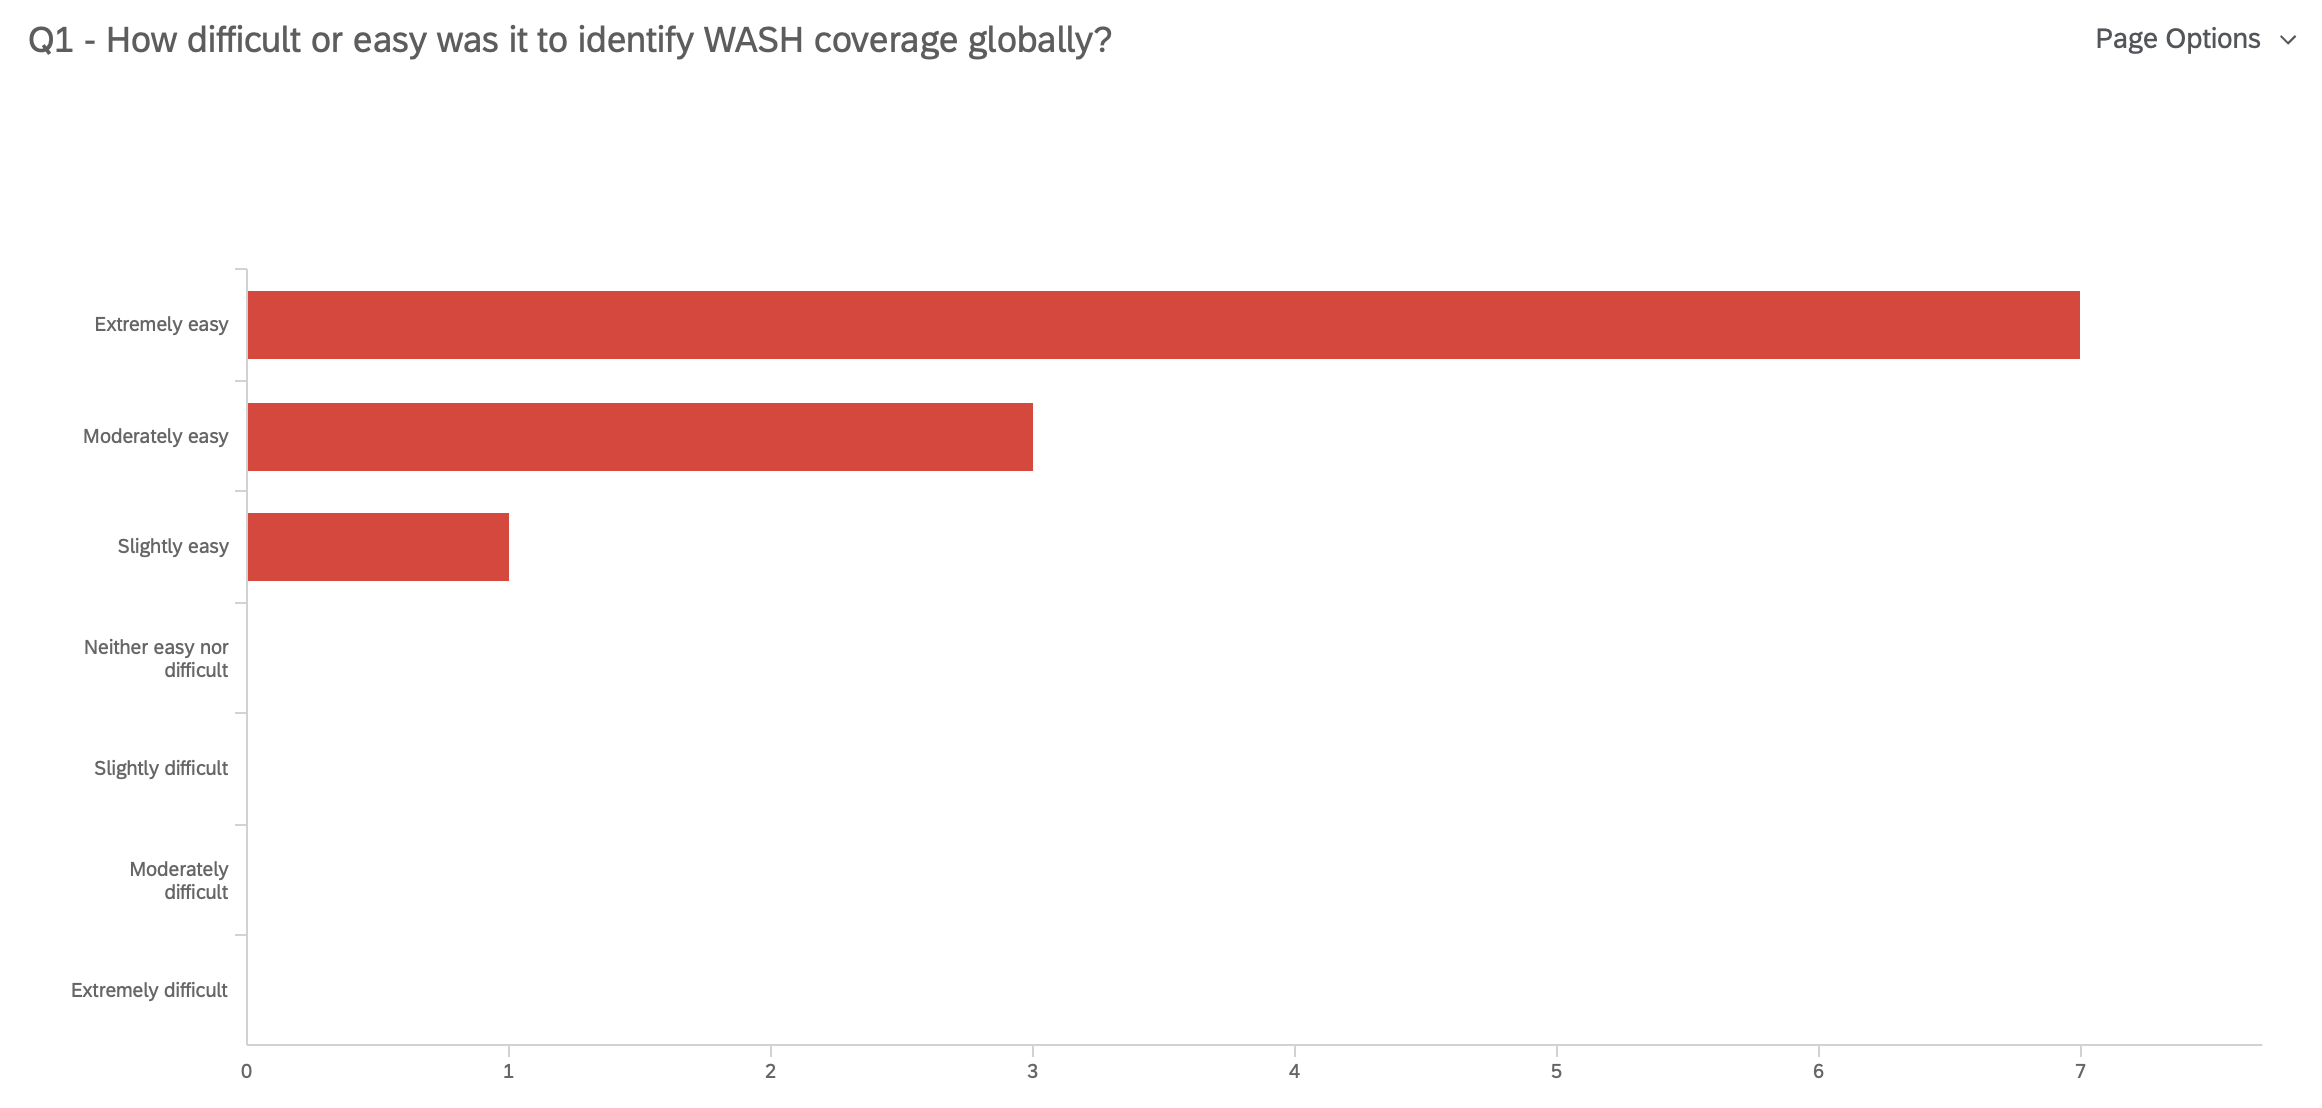 Q1 - How difficult or easy was it to identify WASH coverage globally?
Page Options
Extremely easy
Moderately easy
Slightly easy
Neither easy nor
difficult
Slightly difficult
Moderately
difficult
Extremely difficult
0 1 2 3 4 5 6 7